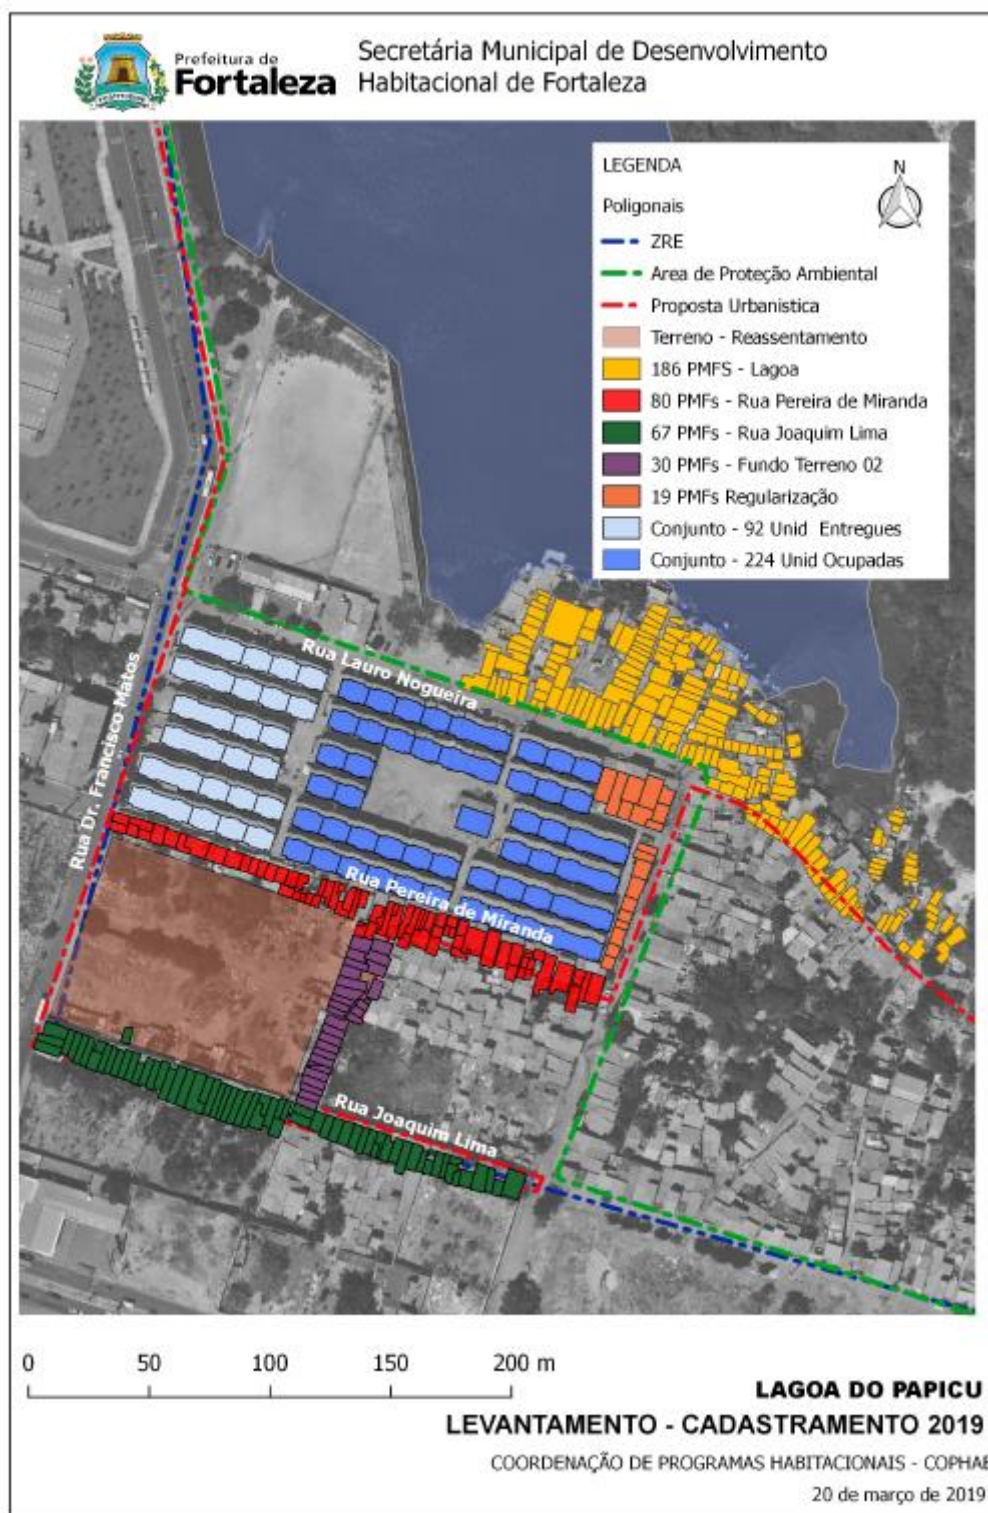 Prefeitura de
Fortaleza
Secretária Municipal de Desenvolvimento
Habitacional de Fortaleza
LEGENDA
N
Poligonais
ZRE
Area de Proteção Ambiental
Proposta Urbanistica
Terreno - Reassentamento
186 PMFS - Lagoa
80 PMFs - Rua Pereira de Miranda
67 PMFs - Rua Joaquim Lima
30 PMFs - Fundo Terreno 02
19 PMFs Regularização
Conjunto - 92 Unid Entregues
Conjunto - 224 Unid Ocupadas
Rua Lauro Nogueira
Rua Dr. Francisco Matos
Rua Pereira de Miranda
Rua Joaquim Lima
0 50 100 150 200 m
LAGOA DO PAPICU
LEVANTAMENTO - CADASTRAMENTO 2019
COORDENAÇÃO DE PROGRAMAS HABITACIONAIS - COPHAB
20 de março de 2019